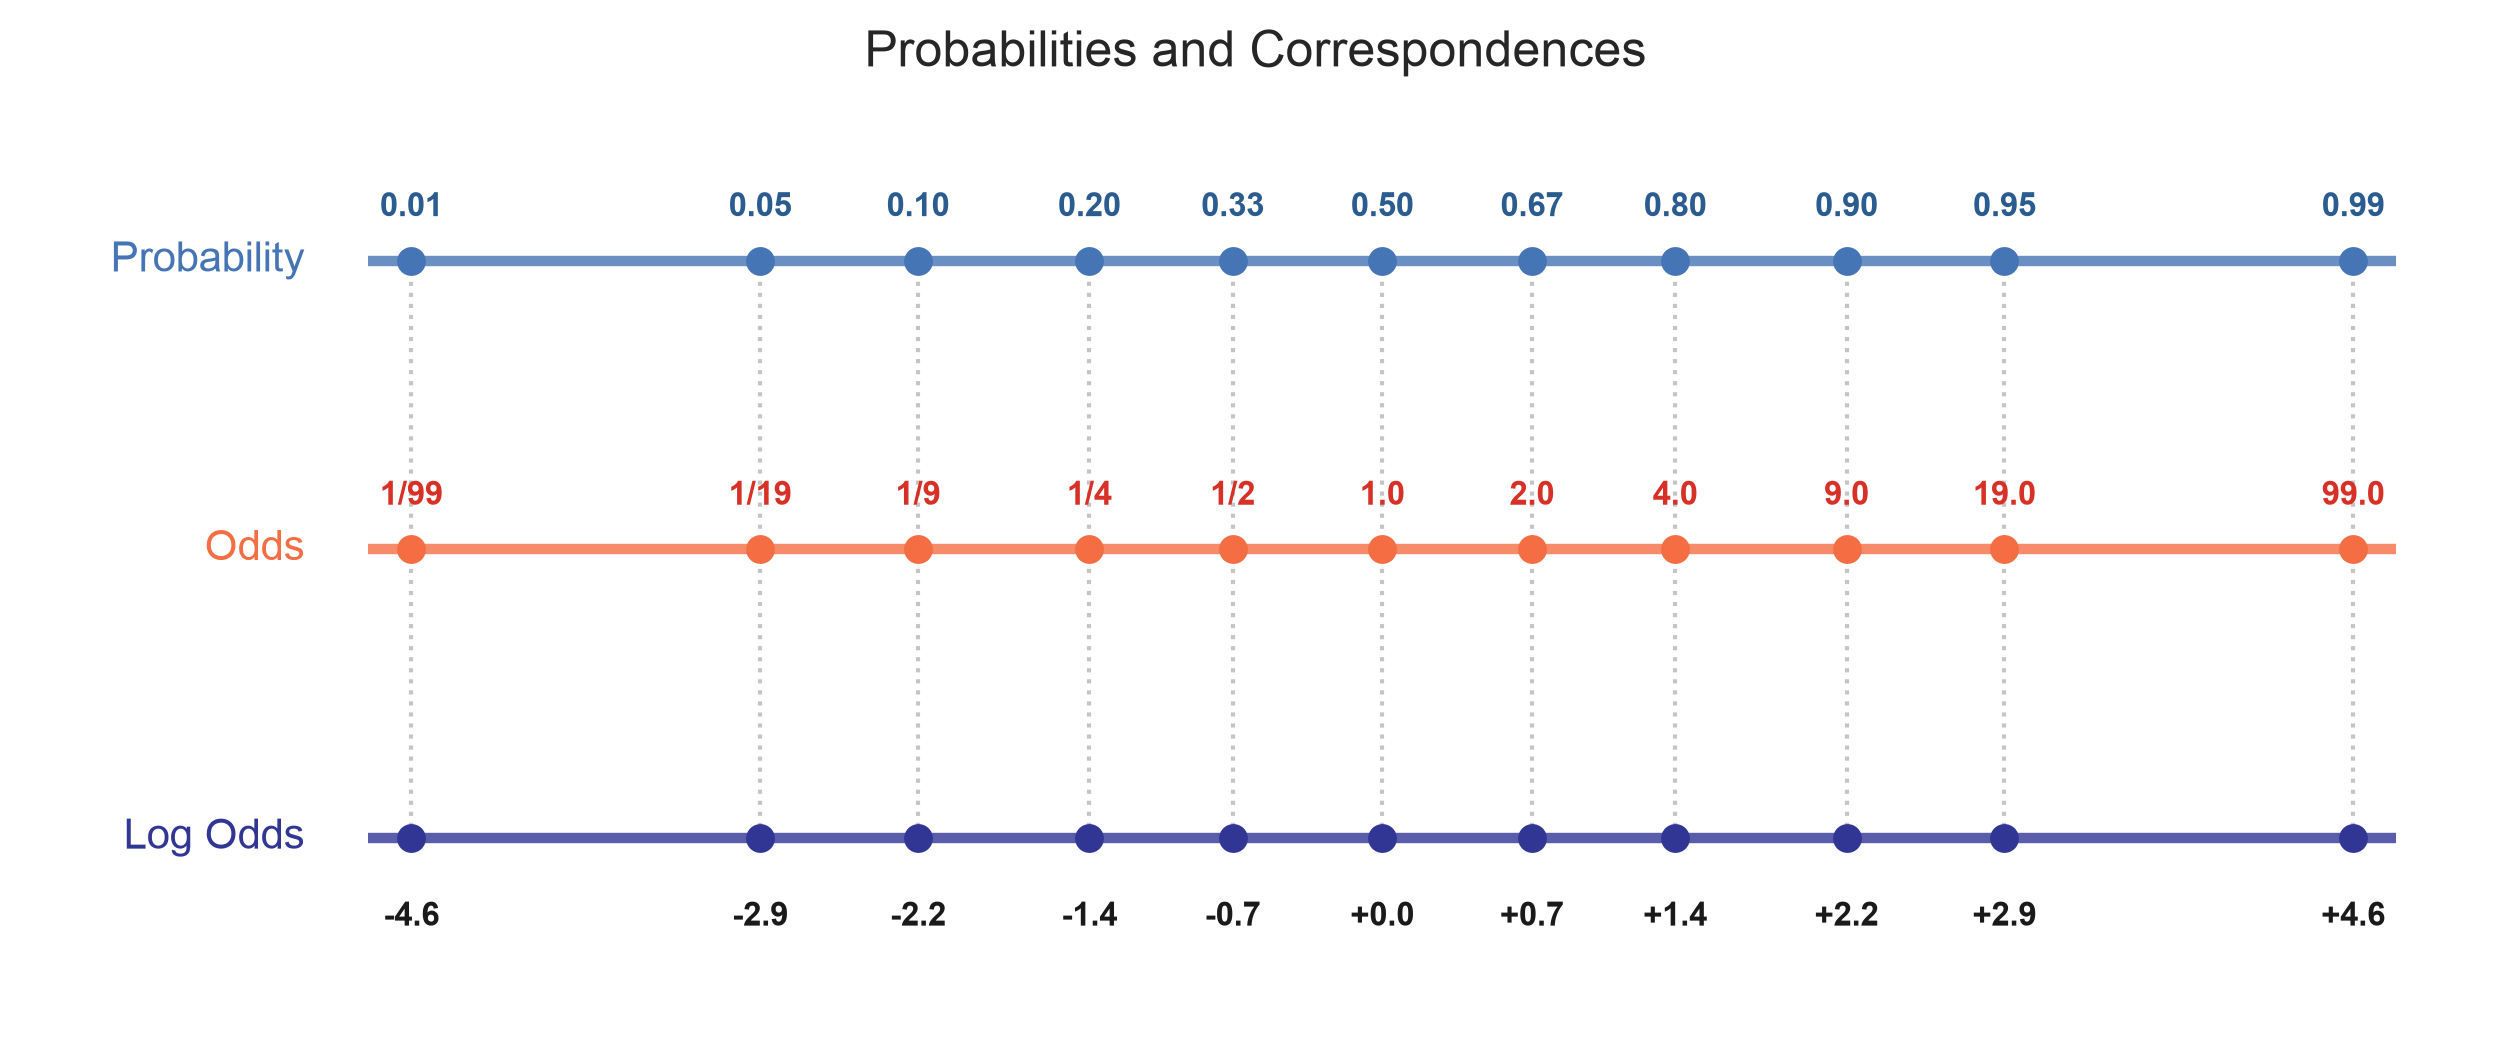 Probabilities and Correspondences
0.01 0.05 0.10 0.20 0.33 0.50 0.67 0.80 0.90 0.95 0.99
Probability
1/99 1/19 1/9 1/4 1/2 1.0 2.0 4.0 9.0 19.0 99.0
Odds
Log Odds
-4.6 -2.9 -2.2 -1.4 -0.7 +0.0 +0.7 +1.4 +2.2 +2.9 +4.6